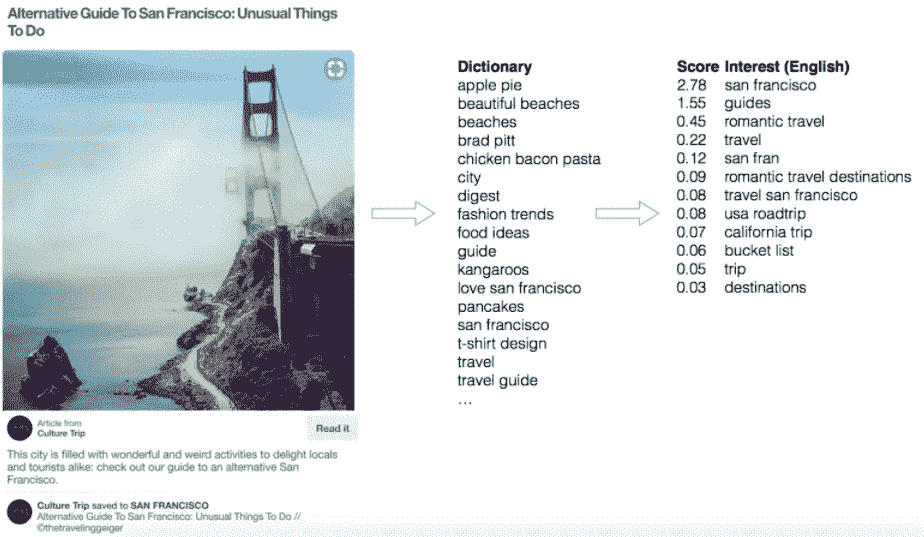 Alternative Guide To San Francisco: Unusual Things
To Do
Article from
Culture Trip
Read it
This city is filled with wonderful and weird activities to delight locals
and tourists alike: check out our guide to an alternative San
Francisco.
Culture Trip saved to SAN FRANCISCO
Alternative Guide To San Francisco: Unusual Things To Do //
©thetravelinggeiger
Dictionary
apple pie
beautiful beaches
beaches
brad pitt
chicken bacon pasta
city
digest
fashion trends
food ideas
guide
kangaroos
love san francisco
pancakes
san francisco
t-shirt design
travel
travel guide
...
Score Interest (English)
2.78 san francisco
1.55 guides
0.45 romantic travel
0.22 travel
0.12 san fran
0.09 romantic travel destinations
0.08 travel san francisco
0.08 usa roadtrip
0.07 california trip
0.06 bucket list
0.05 trip
0.03 destinations